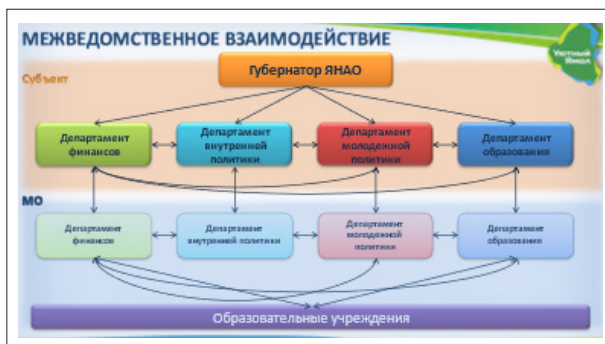 МЕЖВЕДОМСТВЕННОЕ ВЗАИМОДЕЙСТВИЕ
Уютный
Ямал
Губернатор ЯНАО
Субъект
Департамент
финансов
Департамент
внутренней
политики
Департамент
молодежной
политики
Департамент
образования
МО
Департамент
финансов
Департамент
внутренней политики
Департамент
молодежной
политики
Департамент
образования
Образовательные учреждения